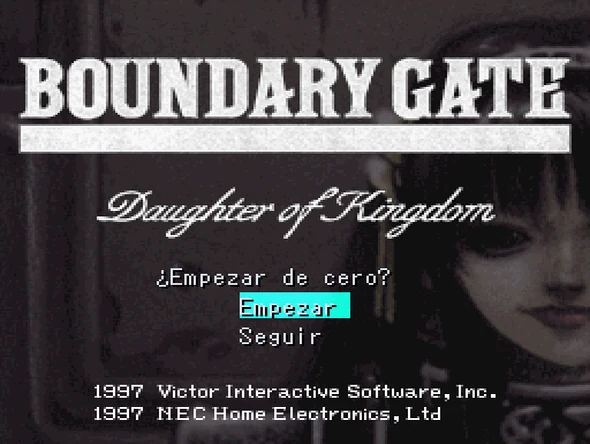 BOUNDARY GATE
Daughter of Kingdom
¿Empezar de cero?
Empezar
Seguir
1997 Victor Interactive Software, Inc.
1997 NEC Home Electronics, Ltd